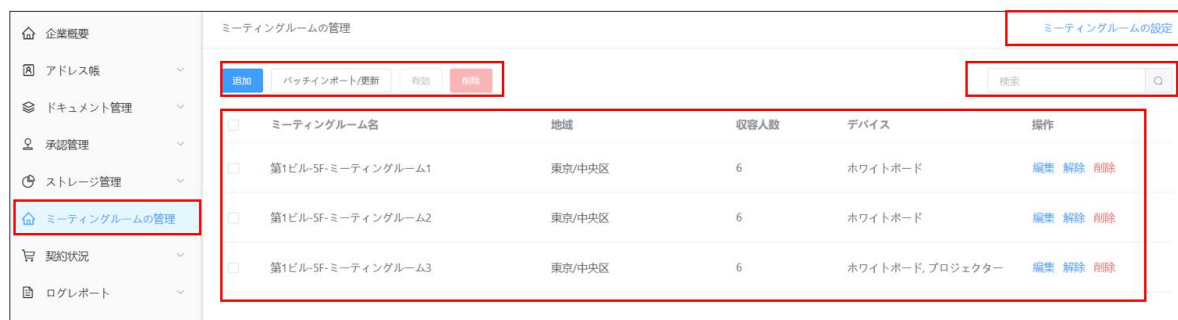 企業概要
アドレス帳
ドキュメント管理
承認管理
ストレージ管理
ミーティングルームの管理
契約状況
ログレポート
ミーティングルームの管理 ミーティングルームの設定
追加 バッチインポート/更新 有効 削除 検索
ミーティングルーム名 地域 収容人数 デバイス 操作
第1ビル-5F-ミーティングルーム1 東京/中央区 6 ホワイトボード 編集 解除 削除
第1ビル-5F-ミーティングルーム2 東京/中央区 6 ホワイトボード 編集 解除 削除
第1ビル-5F-ミーティングルーム3 東京/中央区 6 ホワイトボード, プロジェクター 編集 解除 削除